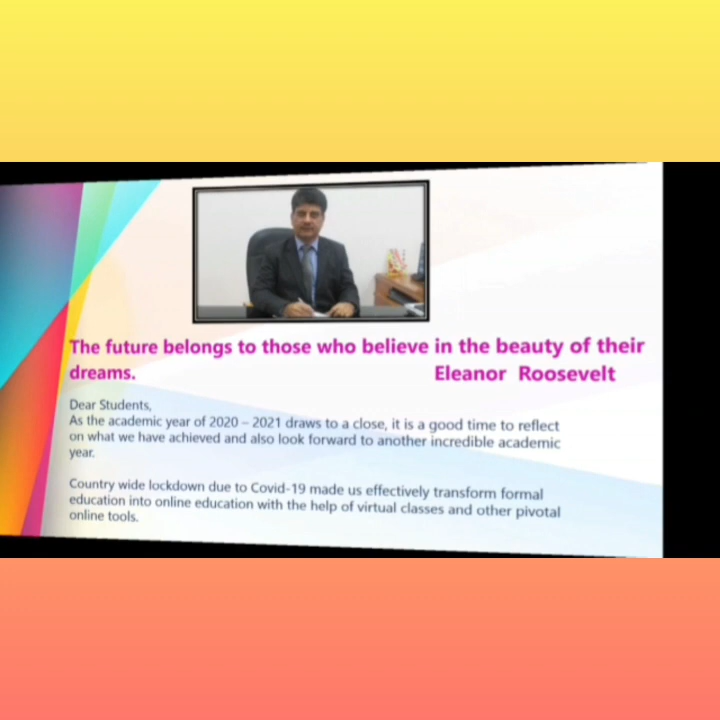 The future belongs to those who believe in the beauty of their
dreams. Eleanor Roosevelt
Dear Students,
As the academic year of 2020 – 2021 draws to a close, it is a good time to reflect
on what we have achieved and also look forward to another incredible academic
year.
Country wide lockdown due to Covid-19 made us effectively transform formal
education into online education with the help of virtual classes and other pivotal
online tools.